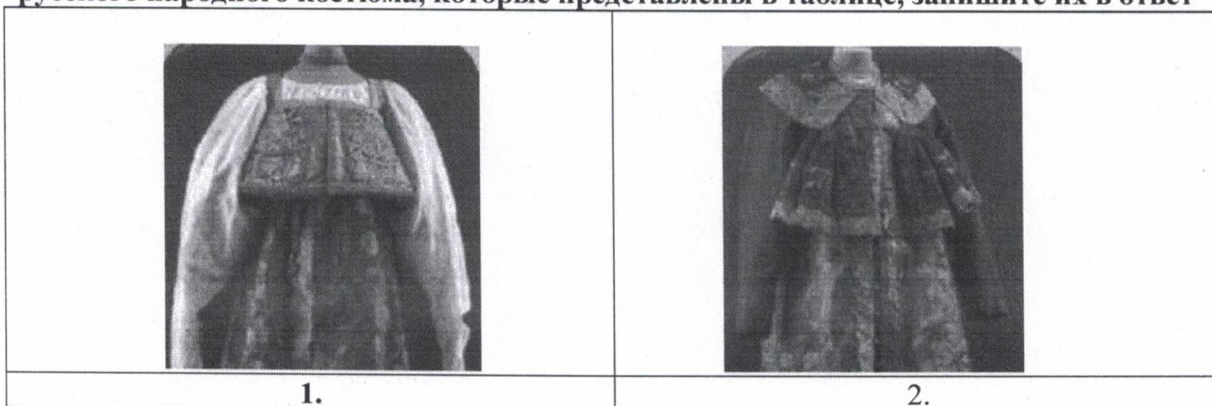 русского народного костюма, которые представлены в таблице, запишите их в ответ
1.
2.